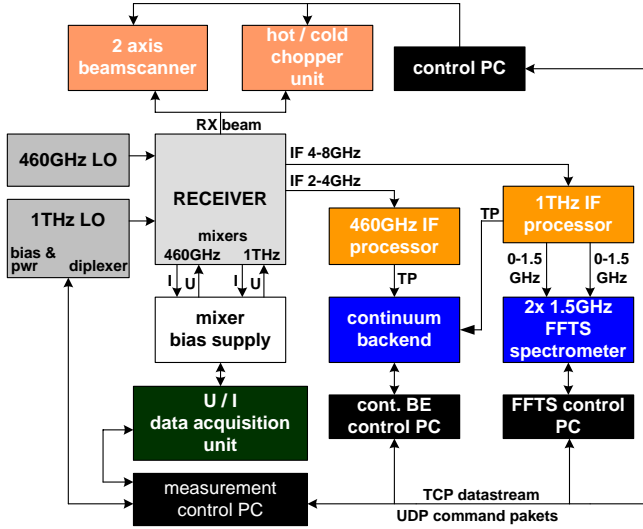 2 axis
beamscanner
hot / cold
chopper
unit
control PC
RX beam
460GHz LO
1THz LO
bias &
pwr
diplexer
RECEIVER
mixers
460GHz
1THz
I
U
I
U
IF 4-8GHz
IF 2-4GHz
460GHz IF
processor
1THz IF
processor
TP
TP
0-1.5
GHz
0-1.5
GHz
mixer
bias supply
continuum
backend
2x 1.5GHz
FFTS
spectrometer
U / I
data acquisition
unit
cont. BE
control PC
FFTS control
PC
measurement
control PC
TCP datastream
UDP command pakets